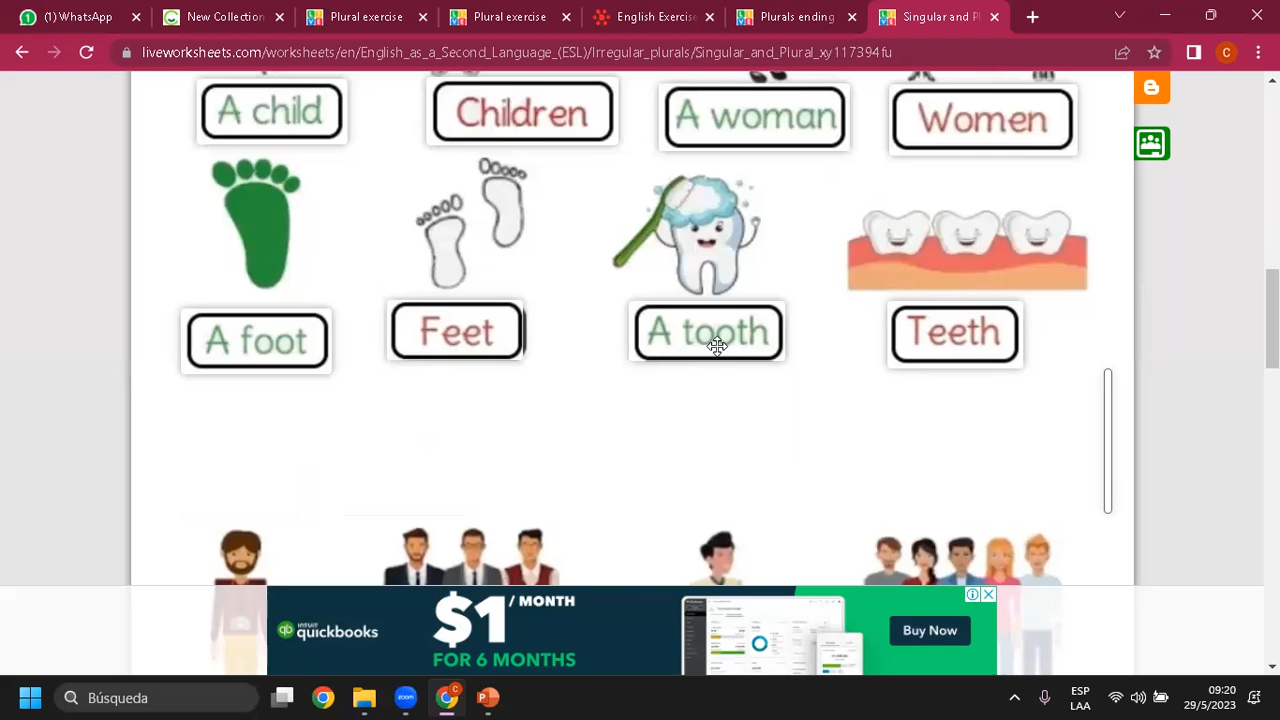 (1) WhatsApp
New Collection
Plural exercise
Plural exercise
English Exercise
Plurals ending
Singular and Pl
liveworksheets.com/worksheets/en/English_as_a_Second_Language_(ESL)/Irregular_plurals/Singular_and_Plural_xy117394fu
C
A child
Children
A woman
Women
A foot
Feet
A tooth
Teeth
intuit
quickbooks
$1 / MONTH
FOR 6 MONTHS
Buy Now
Búsqueda
zoom
C
P
ESP
LAA
09:20
29/5/2023